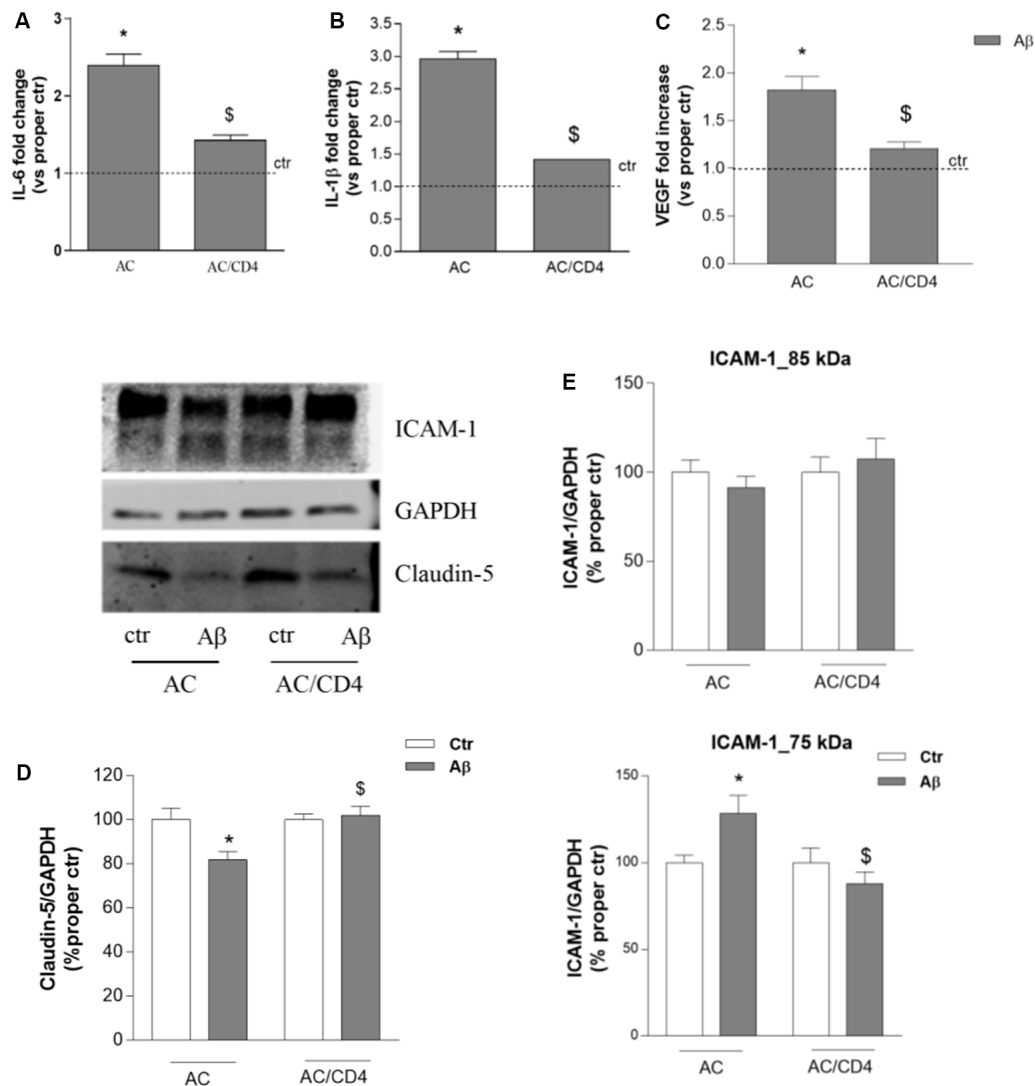 A
IL-6 fold change
(vs proper ctr)
3
2
1
1
0
*
$
ctr
AC
AC/CD4
B
IL-1β fold change
(vs proper ctr)
3.5
3.0
2.5
2.0
1.5
1.0
0.5
0.0
*
$
ctr
AC
AC/CD4
C
VEGF fold increase
(vs proper ctr)
2.5
2.0
1.5
1.0
0.5
0.0
*
$
ctr
AC
AC/CD4
Aβ
ICAM-1
GAPDH
Claudin-5
ctr Aβ ctr Aβ
AC AC/CD4
E
ICAM-1_85 kDa
ICAM-1/GAPDH
(% proper ctr)
150
100
50
0
AC
AC/CD4
D
Ctr
Aβ
Claudin-5/GAPDH
(%proper ctr)
120
100
80
60
40
20
0
*
$
AC
AC/CD4
ICAM-1_75 kDa
Ctr
Aβ
ICAM-1/GAPDH
(% proper ctr)
150
100
50
0
*
$
AC
AC/CD4